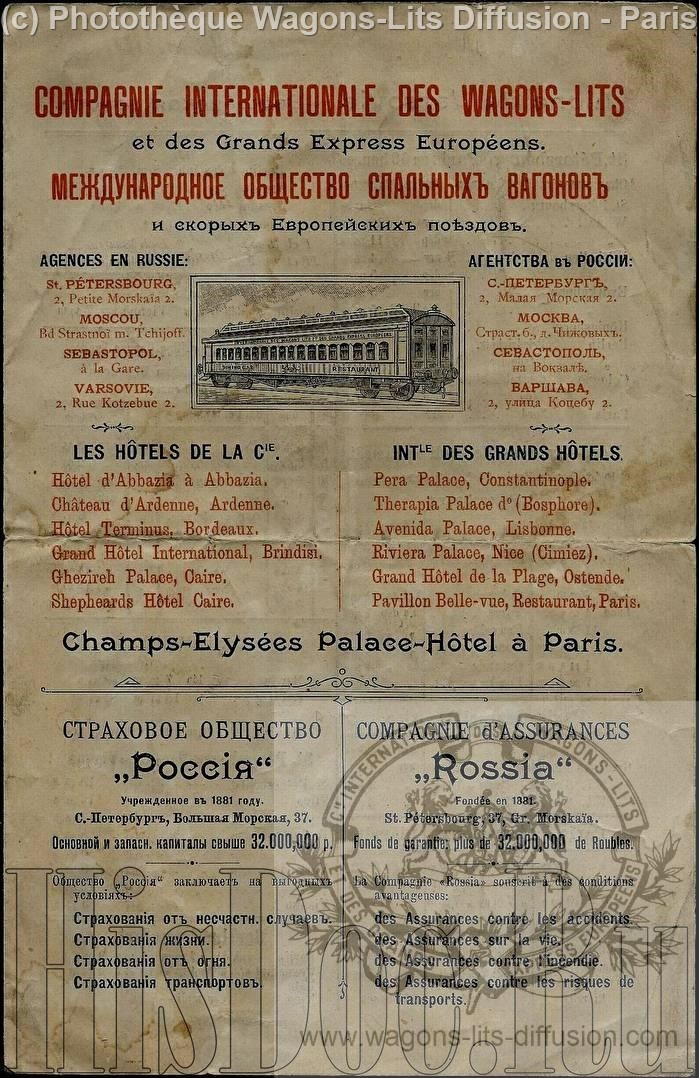 (c) Photothèque Wagons-Lits Diffusion - Paris
COMPAGNIE INTERNATIONALE DES WAGONS-LITS
et des Grands Express Européens.
МЕЖДУНАРОДНОЕ ОБЩЕСТВО СПАЛЬНЫХЪ ВАГОНОВЪ
и скорыхъ Европейскихъ поѣздовъ.
AGENCES EN RUSSIE:
St. PÉTERSBOURG,
2, Petite Morskaïa 2.
MOSCOU,
Bd Strastnoï m. Tchijoff.
SEBASTOPOL,
à la Gare.
VARSOVIE,
2, Rue Kotzebue 2.
DINING CAR RESTAURANT
АГЕНТСТВА въ РОССІИ:
С.-ПЕТЕРБУРГЪ,
2, Малая Морская 2.
МОСКВА,
Страст. б., д. Чижовыхъ.
СЕВАСТОПОЛЬ,
на Вокзалѣ.
ВАРШАВА,
2, улица Коцебу 2.
LES HÔTELS DE LA CIE.
Hôtel d'Abbazia à Abbazia.
Château d'Ardenne, Ardenne.
Hôtel Terminus, Bordeaux.
Grand Hôtel International, Brindisi.
Ghezireh Palace, Caire.
Shepheards Hôtel Caire.
INTLE DES GRANDS HÔTELS.
Pera Palace, Constantinople.
Therapia Palace do (Bosphore).
Avenida Palace, Lisbonne.
Riviera Palace, Nice (Cimiez).
Grand Hôtel de la Plage, Ostende.
Pavillon Belle-vue, Restaurant, Paris.
Champs-Elysées Palace-Hôtel à Paris.
СТРАХОВОЕ ОБЩЕСТВО
„Россія“
Учрежденное въ 1881 году.
С.-Петербургъ, Большая Морская, 37.
Основной и запасн. капиталы свыше 32.000,000 р.
Общество „Россія“ заключаетъ на выгодныхъ
условіяхъ:
Страхованія отъ несчастн. случаевъ.
Страхованія жизни.
Страхованія отъ огня.
Страхованія транспортовъ.
COMPAGNIE d'ASSURANCES
„Rossia“
Fondée en 1881.
St. Pétersbourg, 37, Gr. Morskaïa.
Fonds de garantie: plus de 32.000,000 de Roubles.
La Compagnie «Rossia» souscrit à des conditions
avantageuses:
des Assurances contre les accidents.
des Assurances sur la vie.
des Assurances contre l'incendie.
des Assurances contre les risques de
transports.
HisDoc.Ru
www.wagons-lits-diffusion.com